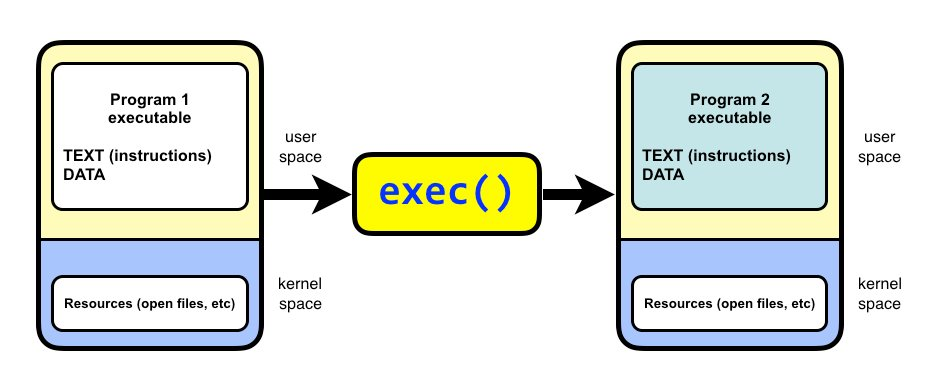 Program 1
executable
TEXT (instructions)
DATA
user
space
Resources (open files, etc)
kernel
space
exec()
Program 2
executable
TEXT (instructions)
DATA
user
space
Resources (open files, etc)
kernel
space